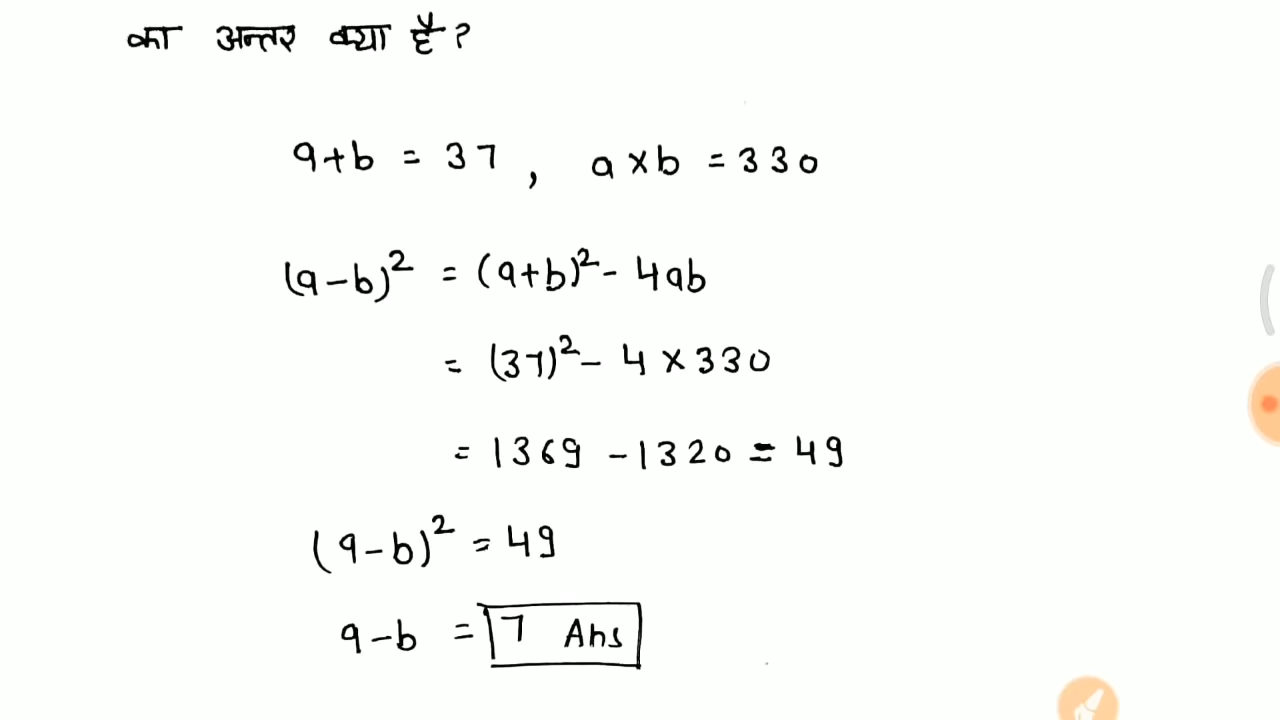 का अन्तर क्या है?
a+b = 37, a×b = 330
(a-b)² = (a+b)² - 4ab
= (37)² - 4 × 330
= 1369 - 1320 = 49
(a-b)² = 49
a-b = 7 Ans